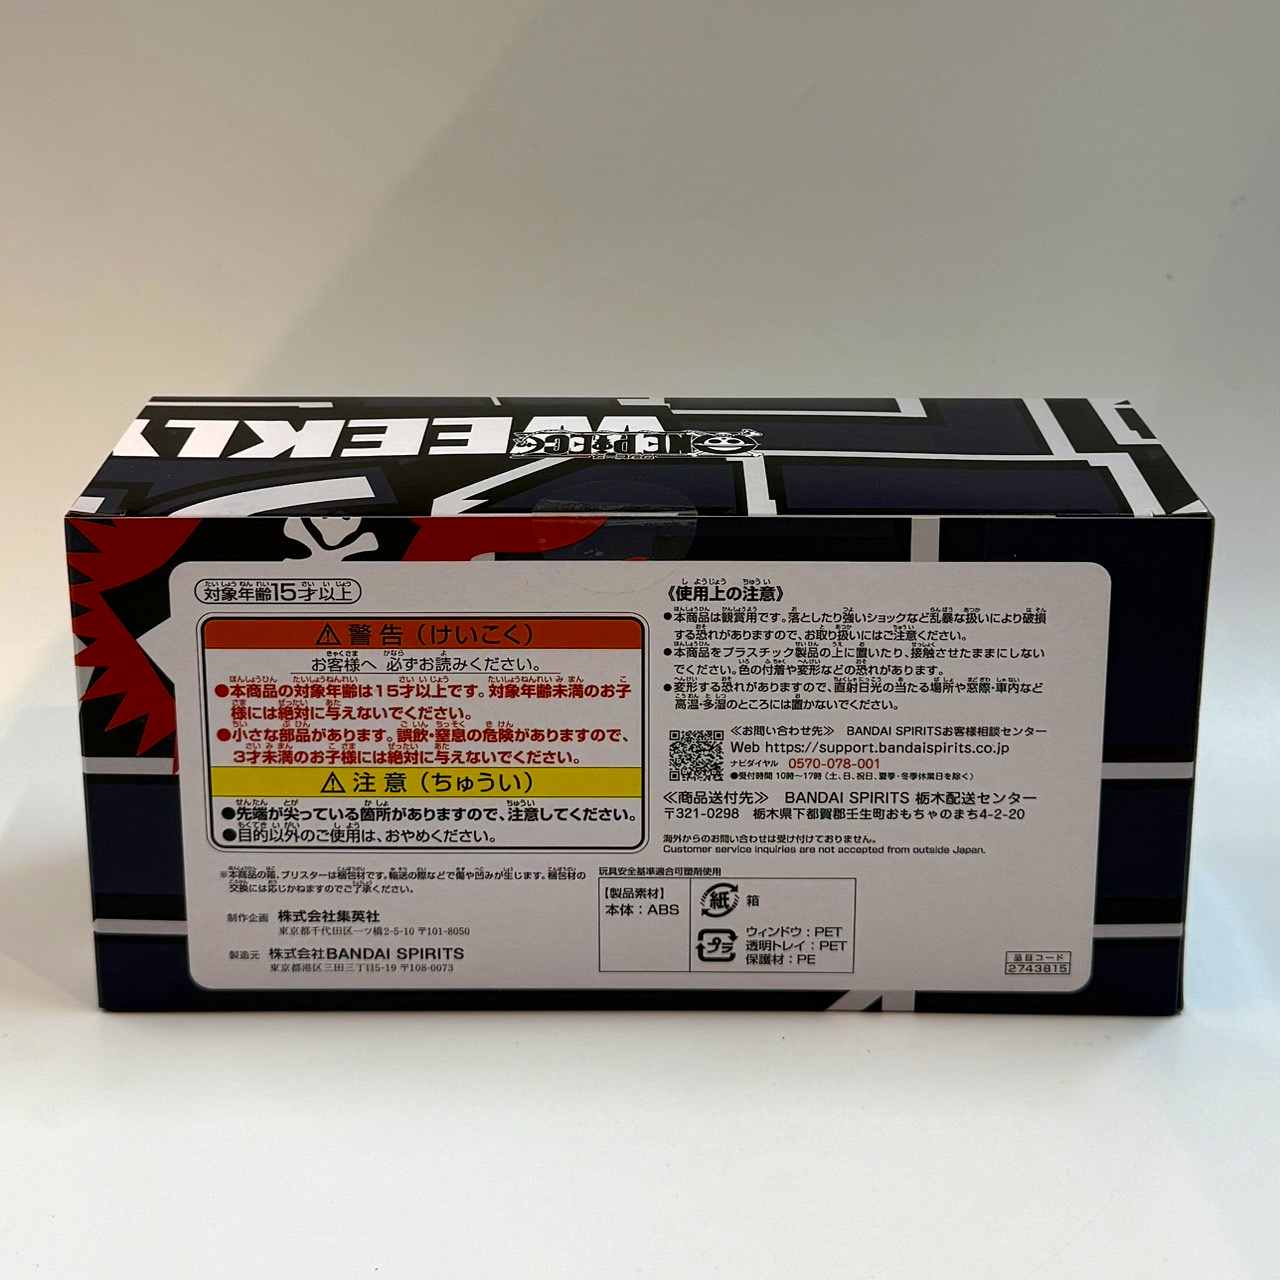 WEEKLY
ONE PIECE
対象年齢15才以上
警告（けいこく）
お客様へ 必ずお読みください。
●本商品の対象年齢は15才以上です。対象年齢未満のお子
様には絶対に与えないでください。
●小さな部品があります。誤飲・窒息の危険がありますので、
3才未満のお子様には絶対に与えないでください。
注意（ちゅうい）
●先端が尖っている箇所がありますので、注意してください。
●目的以外のご使用は、おやめください。
※本商品の箱、ブリスターは梱包材です。輸送の際などで傷や凹みが生じます。梱包材の
交換には応じかねますのでご了承ください。
制作企画 株式会社集英社
東京都千代田区一ツ橋2-5-10 〒101-8050
製造元 株式会社BANDAI SPIRITS
東京都港区三田三丁目5-19 〒108-0073
《使用上の注意》
●本商品は観賞用です。落としたり強いショックなど乱暴な扱いにより破損
する恐れがありますので、お取り扱いにはご注意ください。
●本商品をプラスチック製品の上に置いたり、接触させたままにしない
でください。色の付着や変形などの恐れがあります。
●変形する恐れがありますので、直射日光の当たる場所や窓際・車内など
高温・多湿のところには置かないでください。
≪お問い合わせ先≫ BANDAI SPIRITSお客様相談センター
Web https://support.bandaispirits.co.jp
ナビダイヤル 0570-078-001
●受付時間 10時〜17時（土、日、祝日、夏季・冬季休業日を除く）
≪商品送付先≫ BANDAI SPIRITS 栃木配送センター
〒321-0298 栃木県下都賀郡壬生町おもちゃのまち4-2-20
海外からのお問い合わせは受け付けておりません。
Customer service inquiries are not accepted from outside Japan.
玩具安全基準適合可塑剤使用
【製品素材】
本体：ABS
紙 箱
プラ
ウィンドウ：PET
透明トレイ：PET
保護材：PE
品目コード
2743815